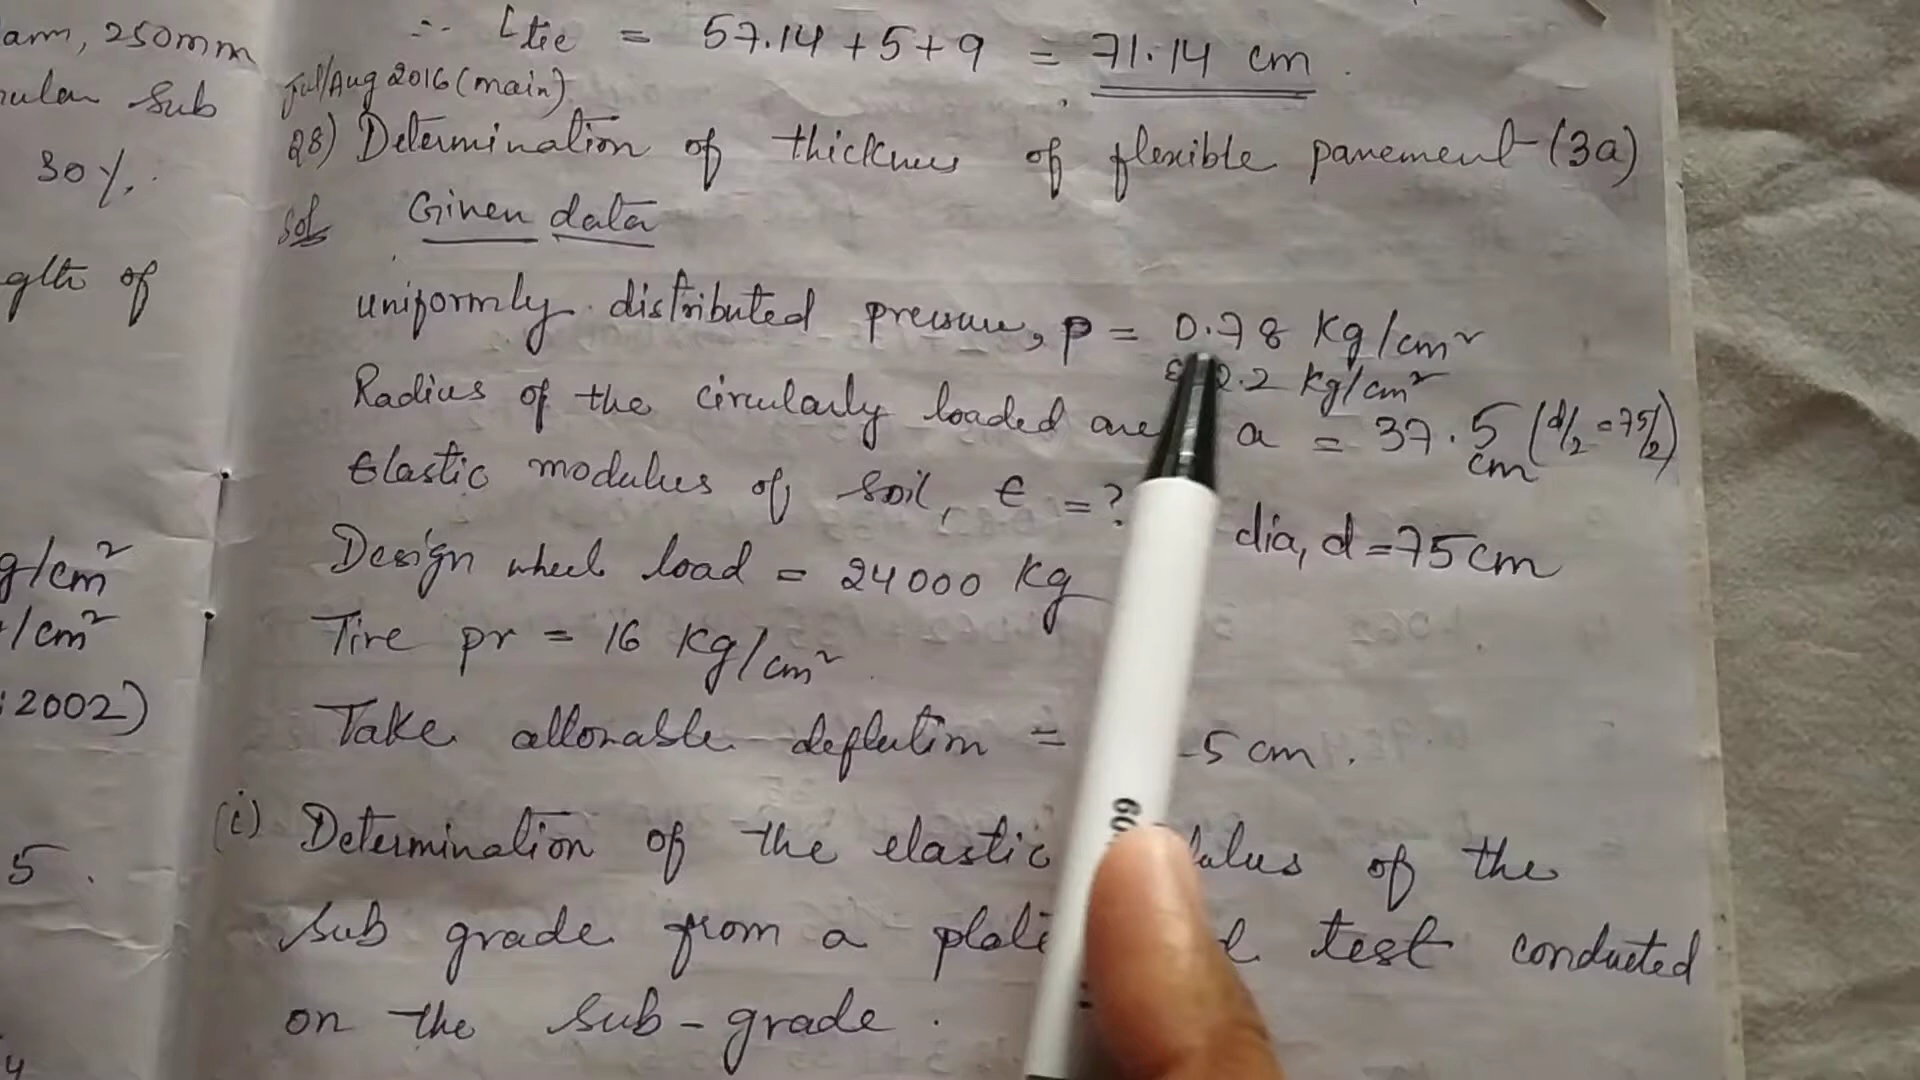 am, 250mm
sub
30%.
gth of
g/cm²
/cm²
: 2002)
5.
∴ Ltie = 57.14 + 5 + 9 = 71.14 cm.
Jul/Aug 2016 (main)
28) Determination of thickness of flexible pavement (3a)
Sol Given data
uniformly distributed pressure, p = 0.78 Kg/cm²
2.2 Kg/cm²
Radius of the circularly loaded are a = 37.5 cm (d/2 = 75/2)
Elastic modulus of soil, E = ? dia, d = 75 cm
Design wheel load = 24000 Kg
Tire pr = 16 Kg/cm².
Take allowable deflection = 5 cm.
(i) Determination of the elastic of the
Sub grade from a test conducted
on the sub-grade.